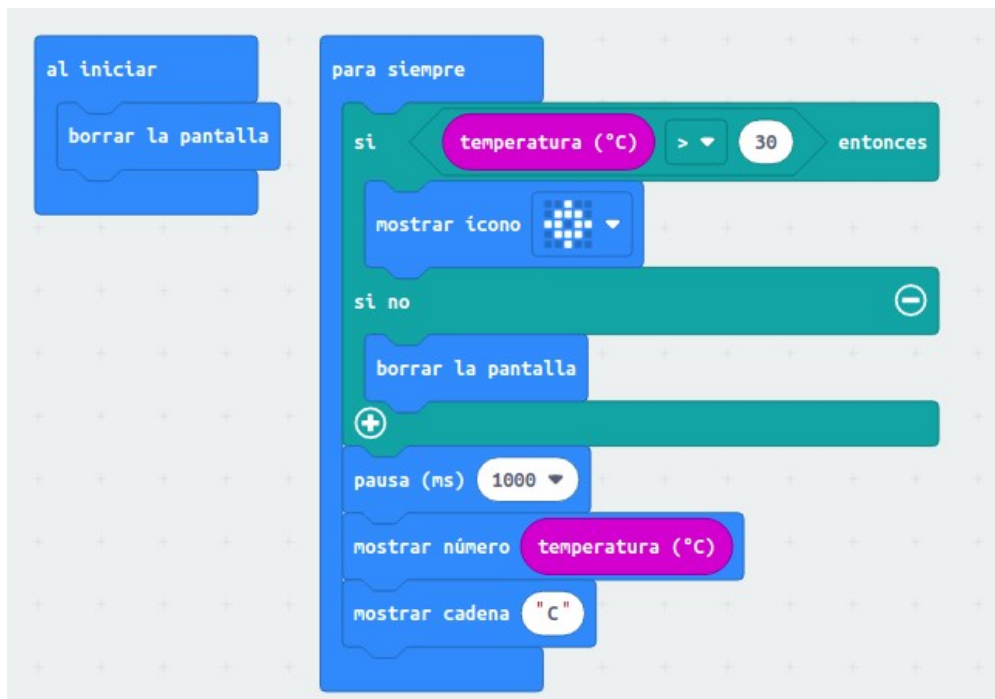 al iniciar
borrar la pantalla
para siempre
si temperatura (°C) > 30 entonces
mostrar ícono
si no
borrar la pantalla
pausa (ms) 1000
mostrar número temperatura (°C)
mostrar cadena "C"